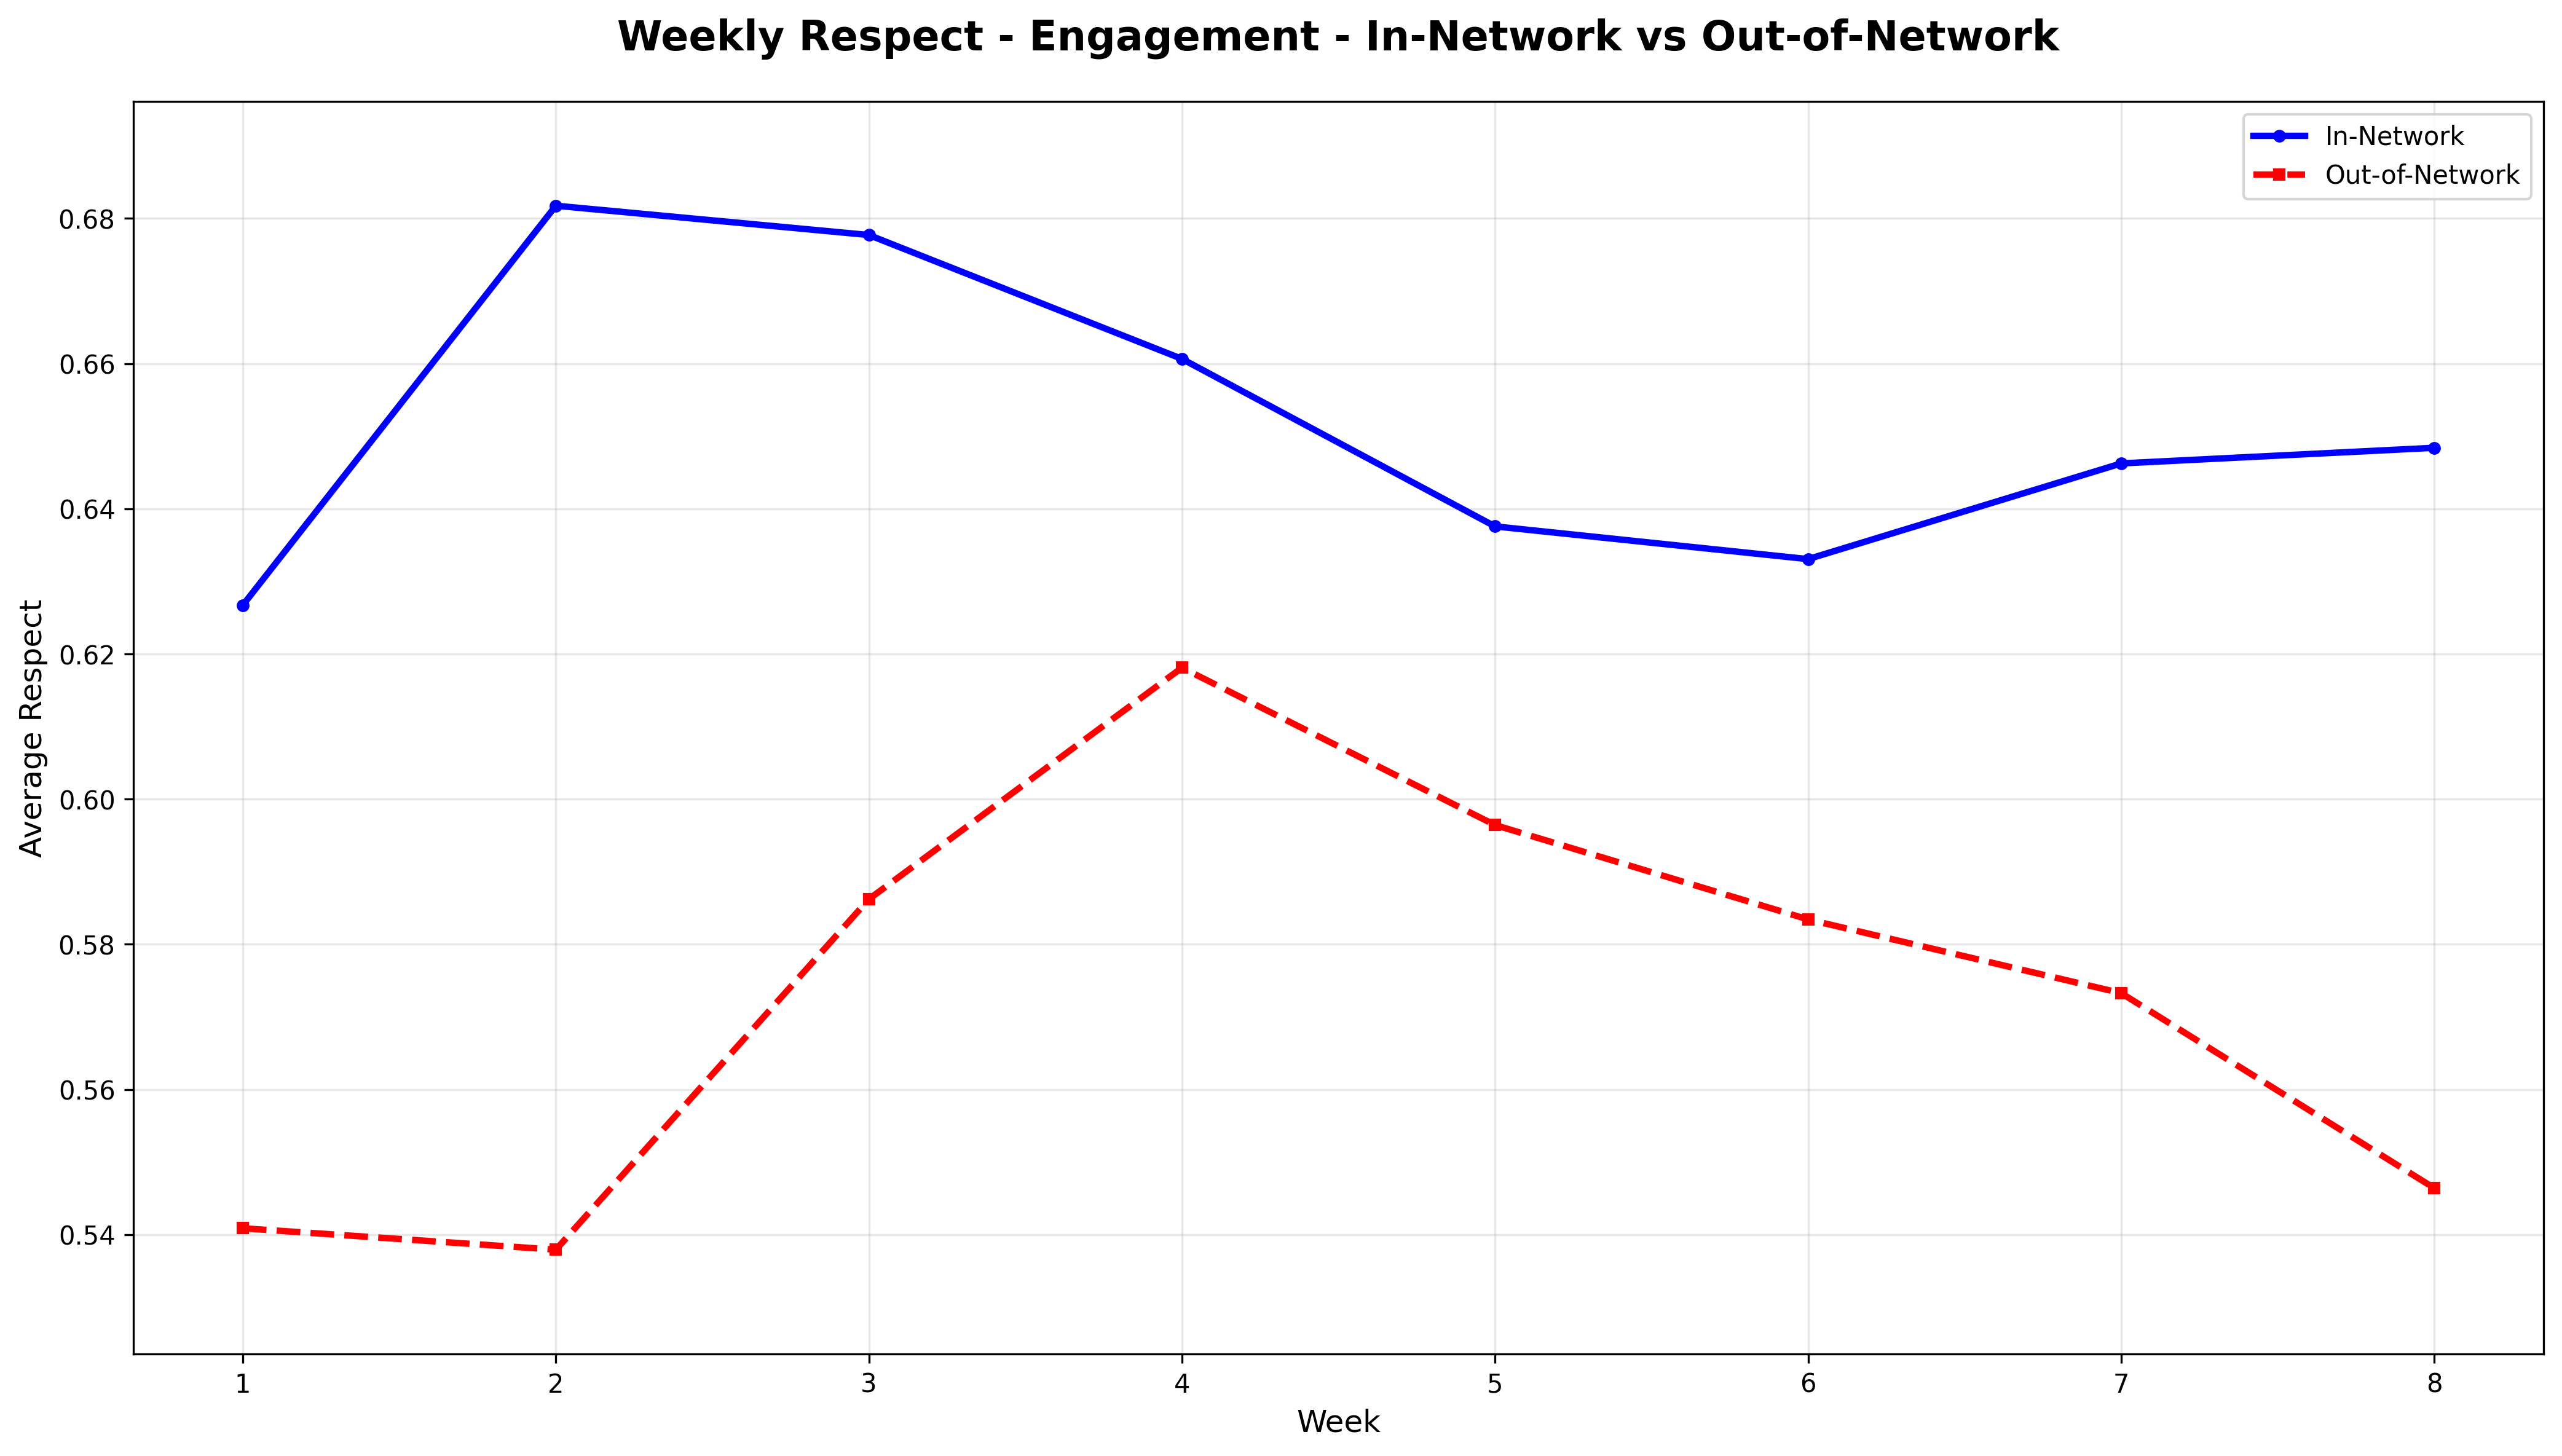 Weekly Respect - Engagement - In-Network vs Out-of-Network
In-Network
Out-of-Network
0.68
0.66
0.64
0.62
0.60
0.58
0.56
0.54
Average Respect
1 2 3 4 5 6 7 8
Week